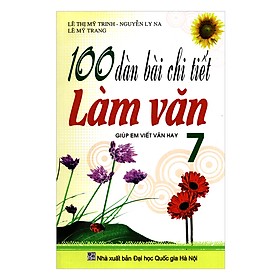 LÊ THỊ MỸ TRINH - NGUYỄN LY NA
LÊ MỸ TRANG
100 dàn bài chi tiết
Làm văn
GIÚP EM VIẾT VĂN HAY
7
Nhà xuất bản Đại học Quốc gia Hà Nội